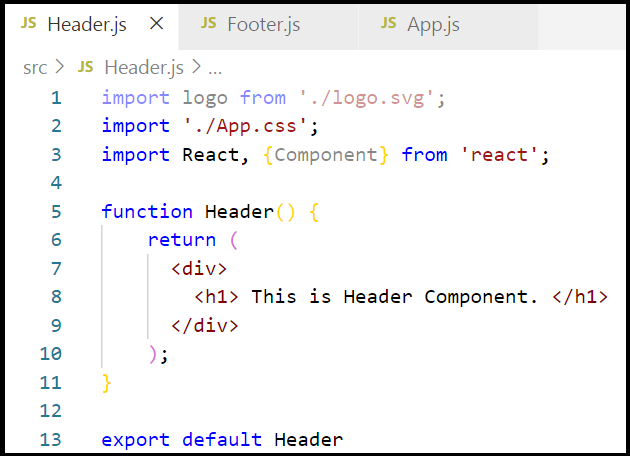 JS Header.js × JS Footer.js JS App.js
src > JS Header.js > ...
1 import logo from './logo.svg';
2 import './App.css';
3 import React, {Component} from 'react';
4
5 function Header() {
6 return (
7 <div>
8 <h1> This is Header Component. </h1>
9 </div>
10 );
11 }
12
13 export default Header